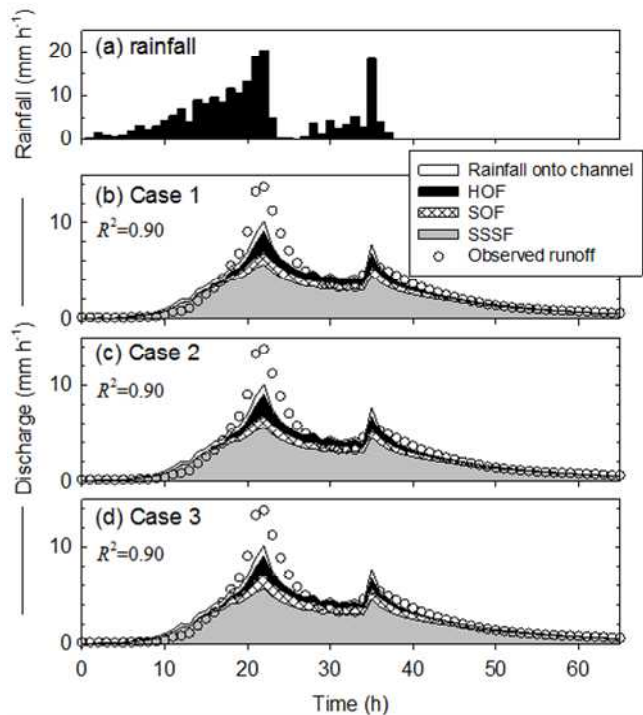 (a) rainfall
Rainfall (mm h⁻¹)
20
10
0
Rainfall onto channel
HOF
SOF
SSSF
Observed runoff
(b) Case 1
R²=0.90
10
0
(c) Case 2
R²=0.90
10
0
Discharge (mm h⁻¹)
(d) Case 3
R²=0.90
10
0
0 10 20 30 40 50 60
Time (h)